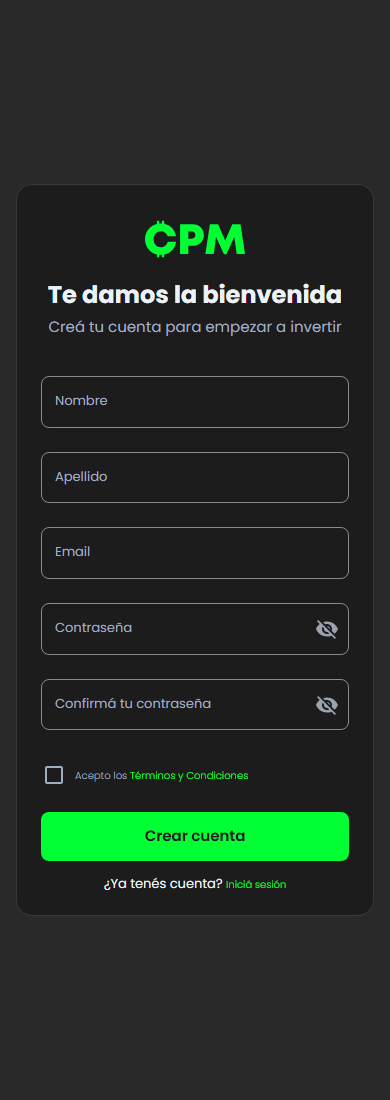 CPM
Te damos la bienvenida
Creá tu cuenta para empezar a invertir
Nombre
Apellido
Email
Contraseña
Confirmá tu contraseña
Acepto los Términos y Condiciones
Crear cuenta
¿Ya tenés cuenta? Iniciá sesión